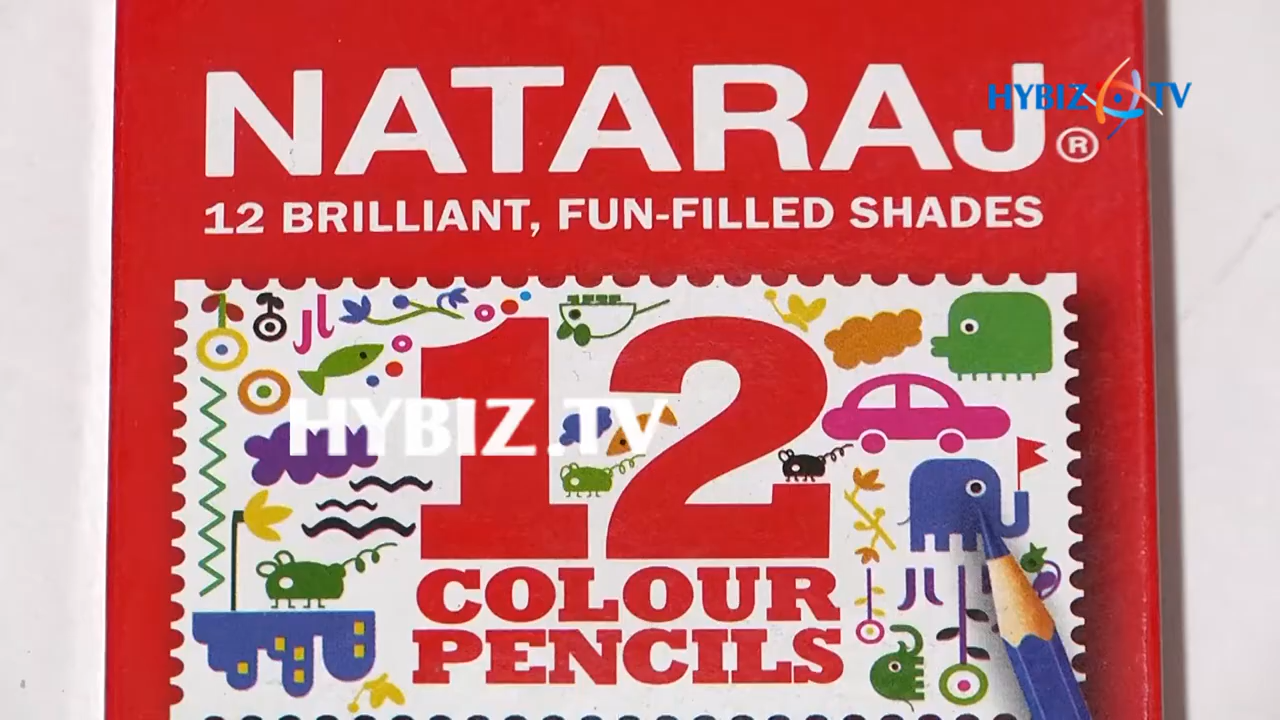 NATARAJ®
HYBIZ TV
12 BRILLIANT, FUN-FILLED SHADES
12
HYBIZ.TV
COLOUR
PENCILS